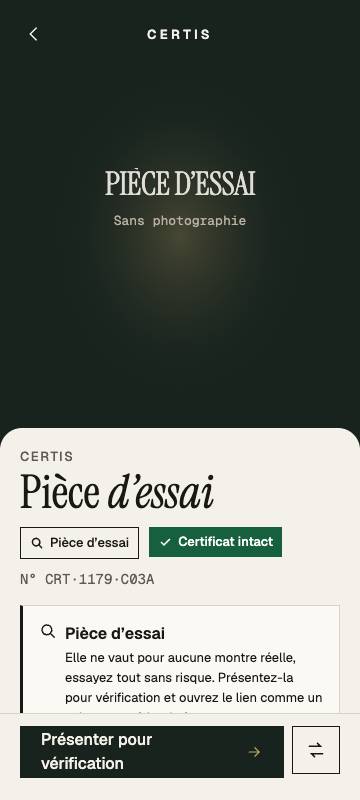 CERTIS
PIÈCE D’ESSAI
Sans photographie
CERTIS
Pièce d’essai
Pièce d’essai
Certificat intact
N° CRT·1179·C03A
Pièce d’essai
Elle ne vaut pour aucune montre réelle,
essayez tout sans risque. Présentez-la
pour vérification et ouvrez le lien comme un
Présenter pour
vérification